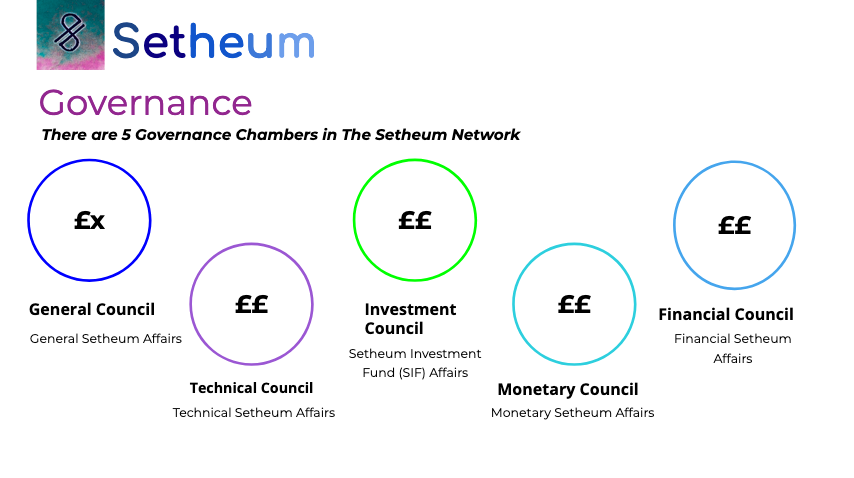 Setheum
Governance
There are 5 Governance Chambers in The Setheum Network
£x
General Council
General Setheum Affairs
££
Technical Council
Technical Setheum Affairs
££
Investment
Council
Setheum Investment
Fund (SIF) Affairs
££
Monetary Council
Monetary Setheum Affairs
££
Financial Council
Financial Setheum
Affairs